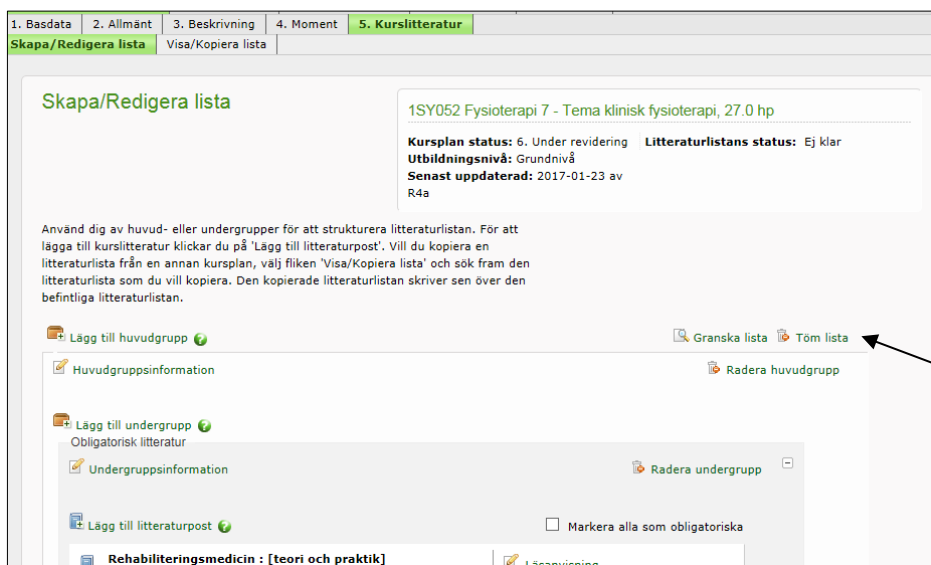 1. Basdata 2. Allmänt 3. Beskrivning 4. Moment 5. Kurslitteratur
Skapa/Redigera lista Visa/Kopiera lista
Skapa/Redigera lista
1SY052 Fysioterapi 7 - Tema klinisk fysioterapi, 27.0 hp
Kursplan status: 6. Under revidering Litteraturlistans status: Ej klar
Utbildningsnivå: Grundnivå
Senast uppdaterad: 2017-01-23 av
R4a
Använd dig av huvud- eller undergrupper för att strukturera litteraturlistan. För att
lägga till kurslitteratur klickar du på 'Lägg till litteraturpost'. Vill du kopiera en
litteraturlista från en annan kursplan, välj fliken 'Visa/Kopiera lista' och sök fram den
litteraturlista som du vill kopiera. Den kopierade litteraturlistan skriver sen över den
befintliga litteraturlistan.
Lägg till huvudgrupp Granska lista Töm lista
Huvudgruppsinformation Radera huvudgrupp
Lägg till undergrupp
Obligatorisk litteratur
Undergruppsinformation Radera undergrupp
Lägg till litteraturpost Markera alla som obligatoriska
Rehabiliteringsmedicin : [teori och praktik] Läsanvisning